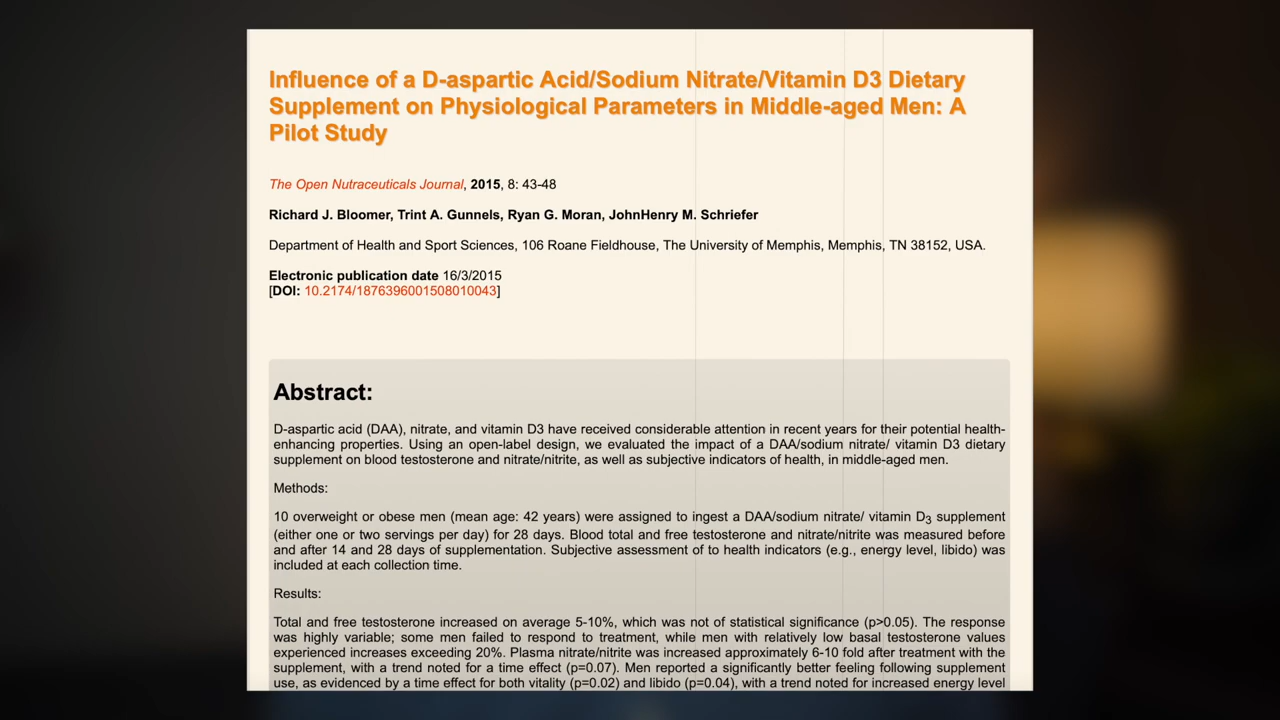 Influence of a D-aspartic Acid/Sodium Nitrate/Vitamin D3 Dietary
Supplement on Physiological Parameters in Middle-aged Men: A
Pilot Study
The Open Nutraceuticals Journal, 2015, 8: 43-48
Richard J. Bloomer, Trint A. Gunnels, Ryan G. Moran, JohnHenry M. Schriefer
Department of Health and Sport Sciences, 106 Roane Fieldhouse, The University of Memphis, Memphis, TN 38152, USA.
Electronic publication date 16/3/2015
[DOI: 10.2174/1876396001508010043]
Abstract:
D-aspartic acid (DAA), nitrate, and vitamin D3 have received considerable attention in recent years for their potential health-
enhancing properties. Using an open-label design, we evaluated the impact of a DAA/sodium nitrate/ vitamin D3 dietary
supplement on blood testosterone and nitrate/nitrite, as well as subjective indicators of health, in middle-aged men.
Methods:
10 overweight or obese men (mean age: 42 years) were assigned to ingest a DAA/sodium nitrate/ vitamin D3 supplement
(either one or two servings per day) for 28 days. Blood total and free testosterone and nitrate/nitrite was measured before
and after 14 and 28 days of supplementation. Subjective assessment of to health indicators (e.g., energy level, libido) was
included at each collection time.
Results:
Total and free testosterone increased on average 5-10%, which was not of statistical significance (p>0.05). The response
was highly variable; some men failed to respond to treatment, while men with relatively low basal testosterone values
experienced increases exceeding 20%. Plasma nitrate/nitrite was increased approximately 6-10 fold after treatment with the
supplement, with a trend noted for a time effect (p=0.07). Men reported a significantly better feeling following supplement
use, as evidenced by a time effect for both vitality (p=0.02) and libido (p=0.04), with a trend noted for increased energy level